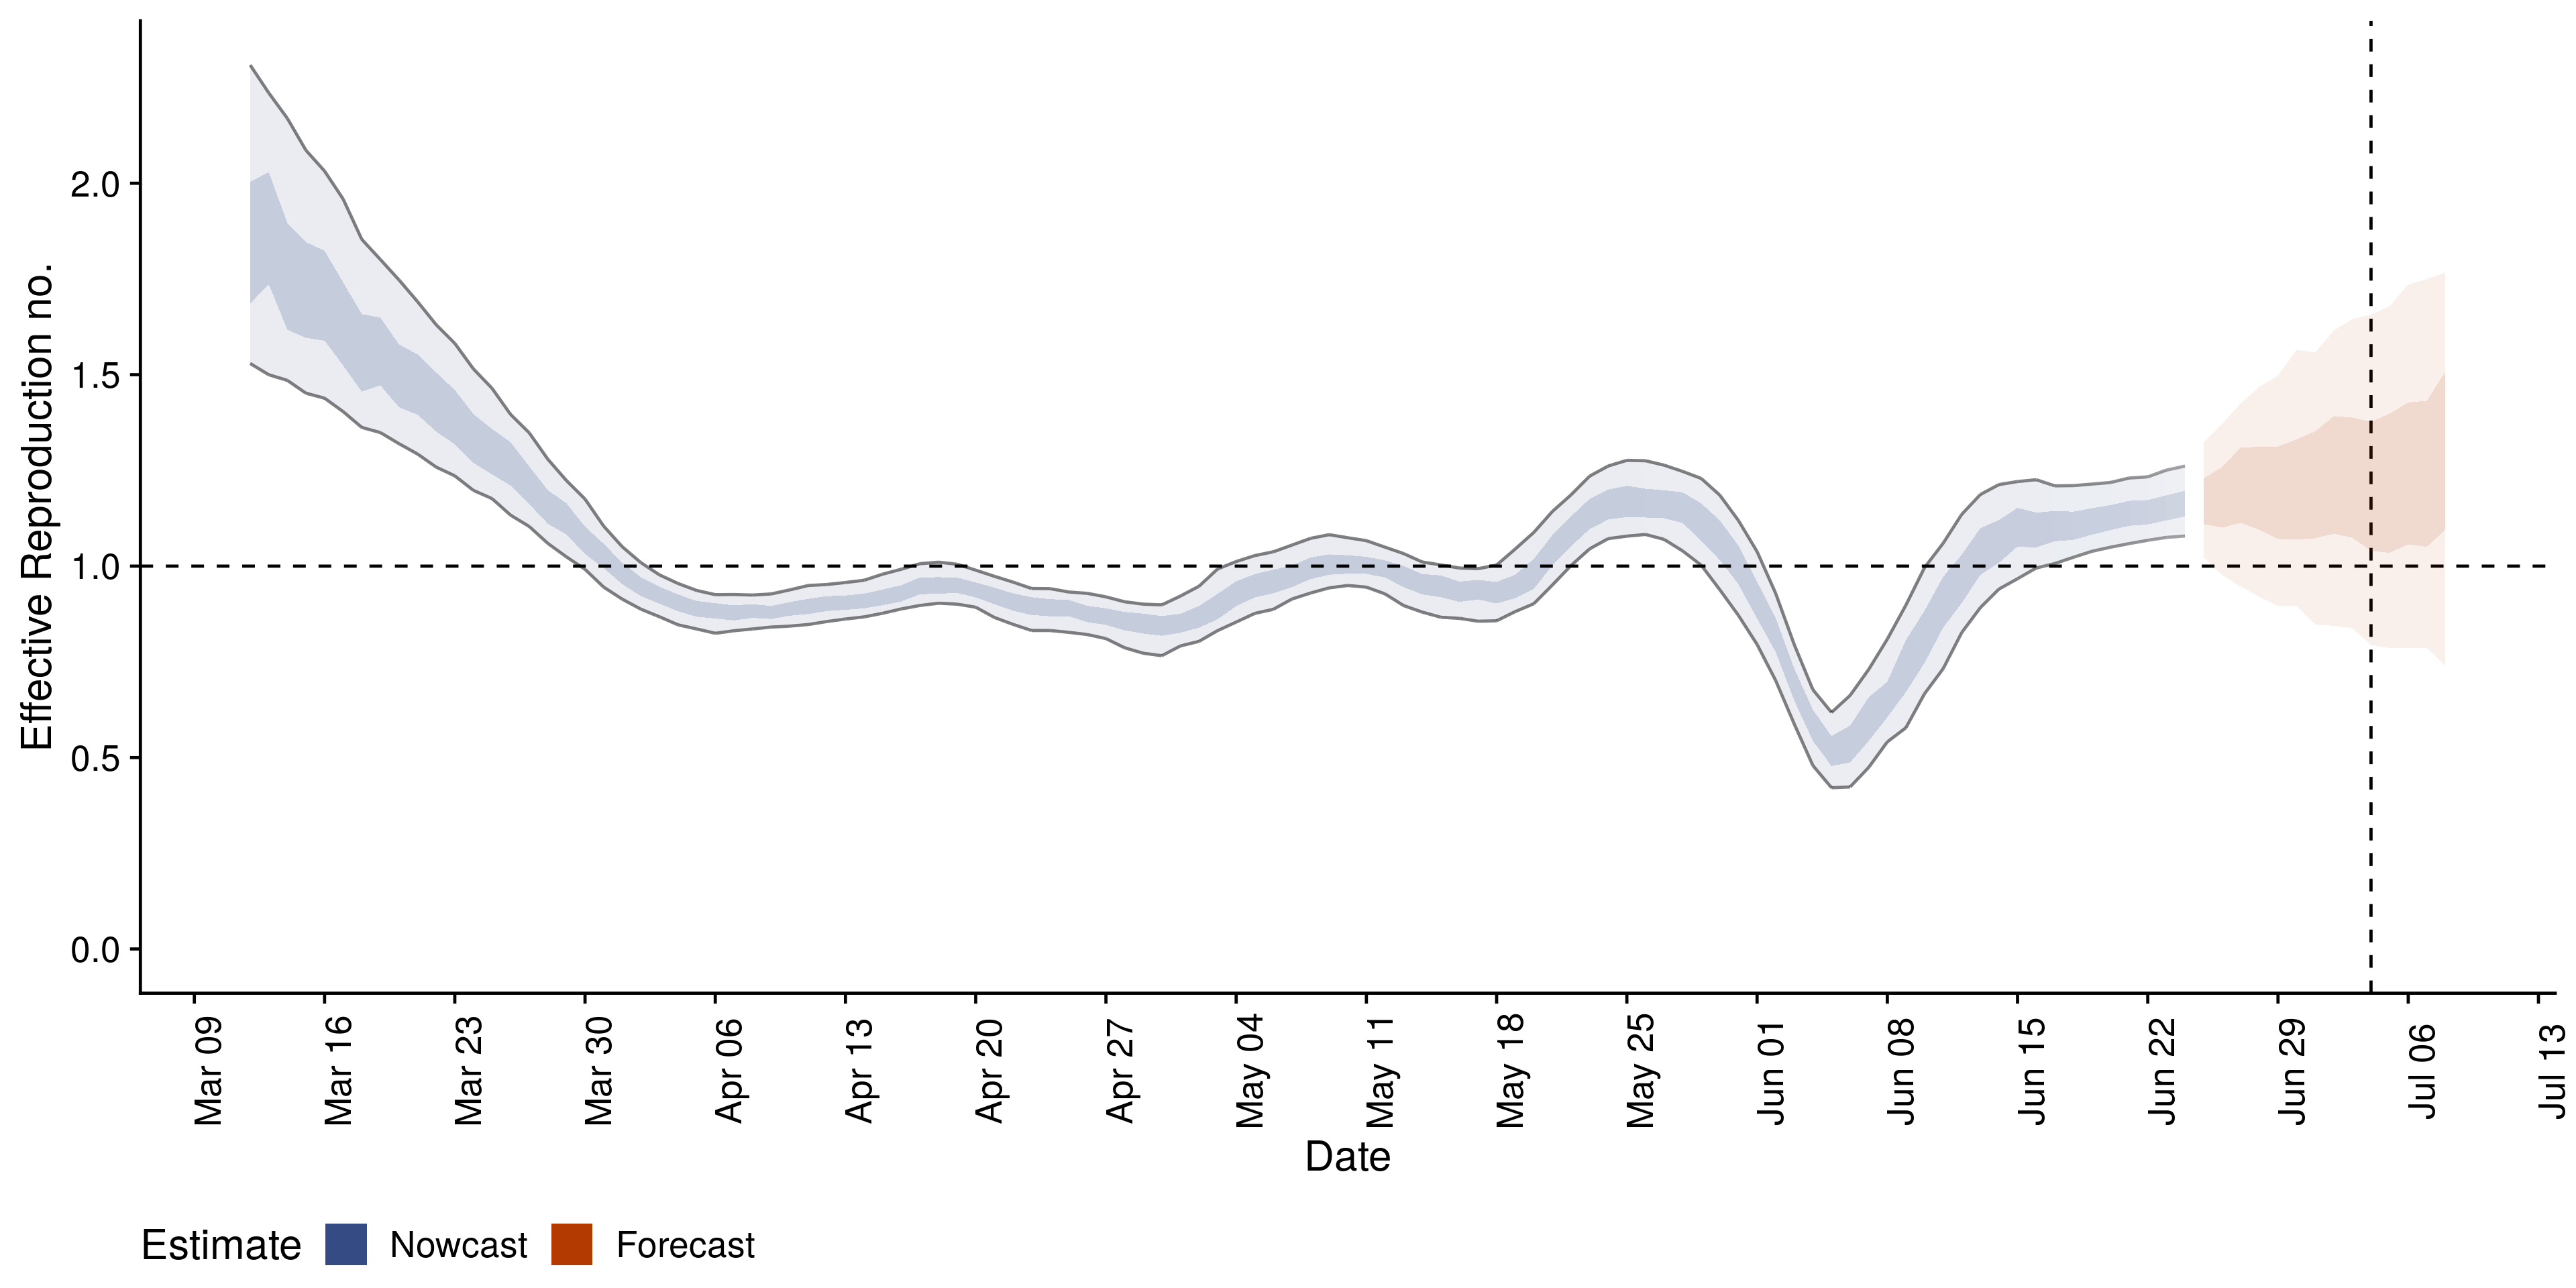 Effective Reproduction no.
2.0
1.5
1.0
0.5
0.0
Mar 09
Mar 16
Mar 23
Mar 30
Apr 06
Apr 13
Apr 20
Apr 27
May 04
May 11
May 18
May 25
Jun 01
Jun 08
Jun 15
Jun 22
Jun 29
Jul 06
Jul 13
Date
Estimate Nowcast Forecast